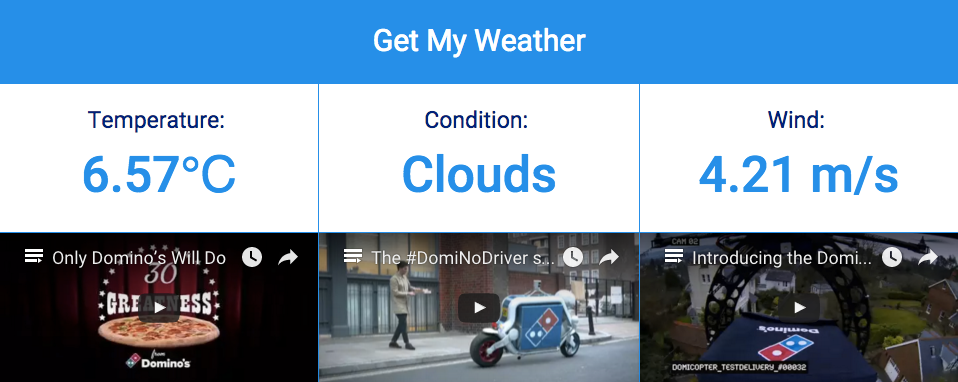 Get My Weather
Temperature:
Condition:
Wind:
6.57°C
Clouds
4.21 m/s
Only Domino's Will Do
The #DomiNoDriver s...
CAM 02
Introducing the Domi...
30
GREATNESS
from
Domino's
Domino's
DOMICOPTER_TESTDELIVERY_#00032